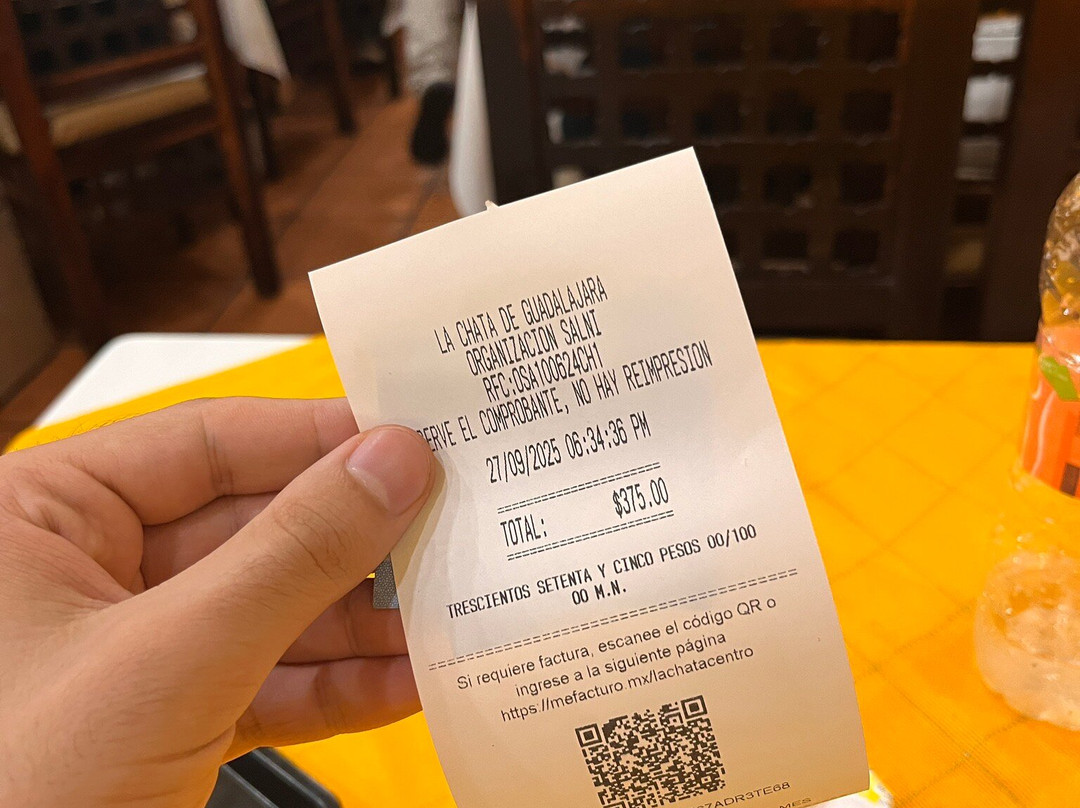 LA CHATA DE GUADALAJARA
ORGANIZACION SALNI
RFC:OSA100624CH1
ERVE EL COMPROBANTE, NO HAY REIMPRESION
27/09/2025 06:34:36 PM
TOTAL: $375.00
TRESCIENTOS SETENTA Y CINCO PESOS 00/100
00 M.N.
Si requiere factura, escanee el código QR o
ingrese a la siguiente página
https://mefacturo.mx/lachatacentro
7ADR3TE68